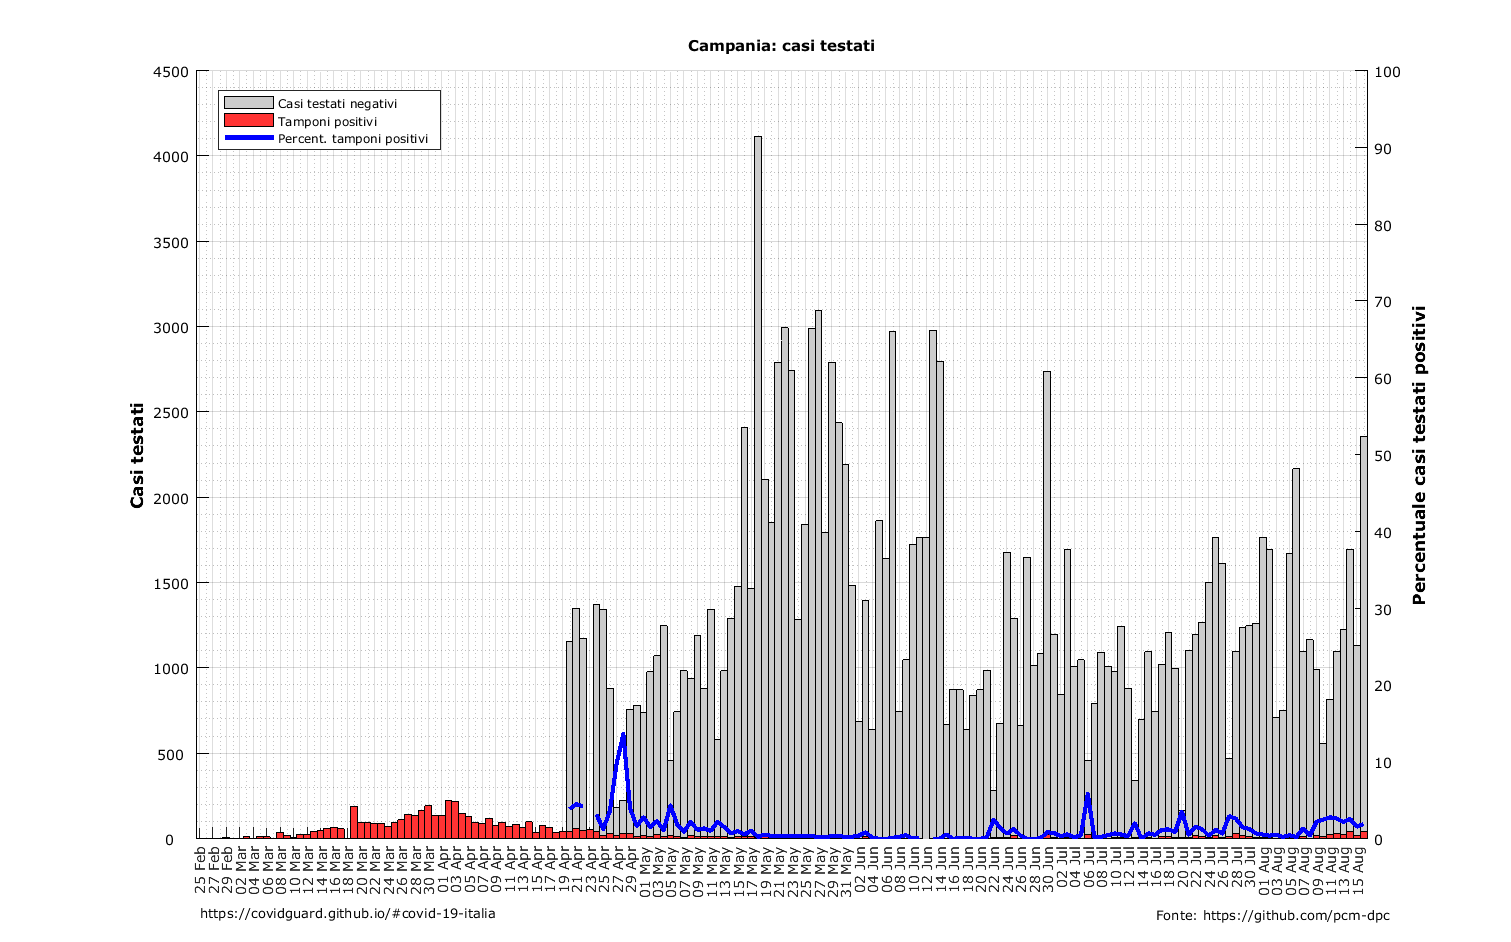 Campania: casi testati
4500
4000
3500
3000
2500
2000
1500
1000
500
0
100
90
80
70
60
50
40
30
20
10
0
Casi testati negativi
Tamponi positivi
Percent. tamponi positivi
Casi testati
Percentuale casi testati positivi
25 Feb
27 Feb
29 Feb
02 Mar
04 Mar
06 Mar
08 Mar
10 Mar
12 Mar
14 Mar
16 Mar
18 Mar
20 Mar
22 Mar
24 Mar
26 Mar
28 Mar
30 Mar
01 Apr
03 Apr
05 Apr
07 Apr
09 Apr
11 Apr
13 Apr
15 Apr
17 Apr
19 Apr
21 Apr
23 Apr
25 Apr
27 Apr
29 Apr
01 May
03 May
05 May
07 May
09 May
11 May
13 May
15 May
17 May
19 May
21 May
23 May
25 May
27 May
29 May
31 May
02 Jun
04 Jun
06 Jun
08 Jun
10 Jun
12 Jun
14 Jun
16 Jun
18 Jun
20 Jun
22 Jun
24 Jun
26 Jun
28 Jun
30 Jun
02 Jul
04 Jul
06 Jul
08 Jul
10 Jul
12 Jul
14 Jul
16 Jul
18 Jul
20 Jul
22 Jul
24 Jul
26 Jul
28 Jul
30 Jul
01 Aug
03 Aug
05 Aug
07 Aug
09 Aug
11 Aug
13 Aug
15 Aug
https://covidguard.github.io/#covid-19-italia
Fonte: https://github.com/pcm-dpc